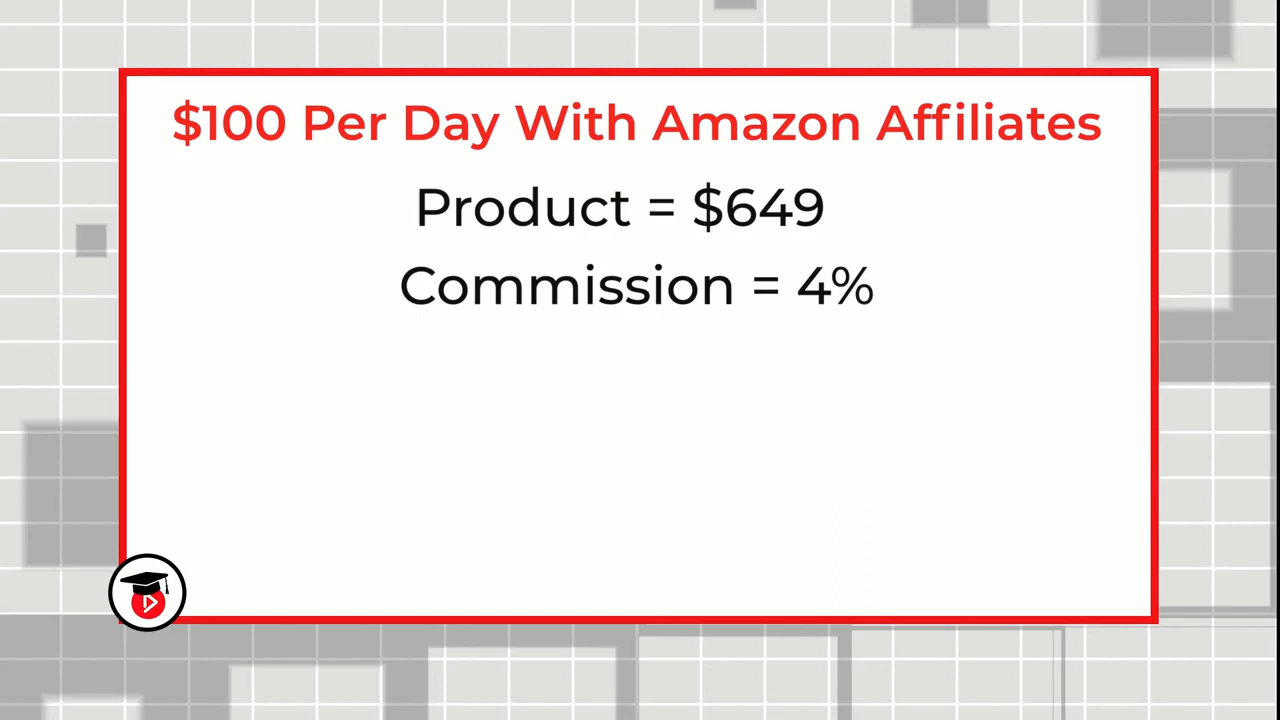 $100 Per Day With Amazon Affiliates
Product = $649
Commission = 4%